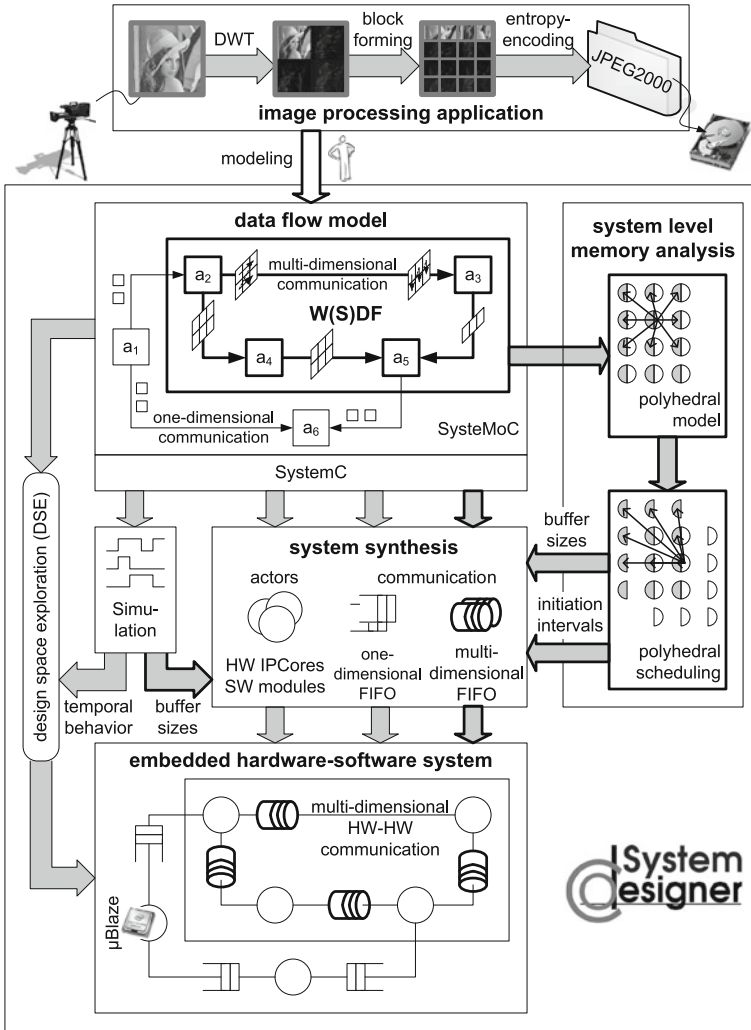 DWT
block
forming
entropy-
encoding
JPEG2000
image processing application
modeling
data flow model
a2
multi-dimensional
communication
a3
W(S)DF
a1
a4
a5
one-dimensional
communication
a6
SysteMoC
SystemC
system level
memory analysis
polyhedral
model
buffer
sizes
initiation
intervals
polyhedral
scheduling
design space exploration (DSE)
Simu-
lation
temporal
behavior
buffer
sizes
system synthesis
actors
communication
HW IPCores
SW modules
one-
dimensional
FIFO
multi-
dimensional
FIFO
embedded hardware-software system
multi-dimensional
HW-HW
communication
µBlaze
System
Codesigner